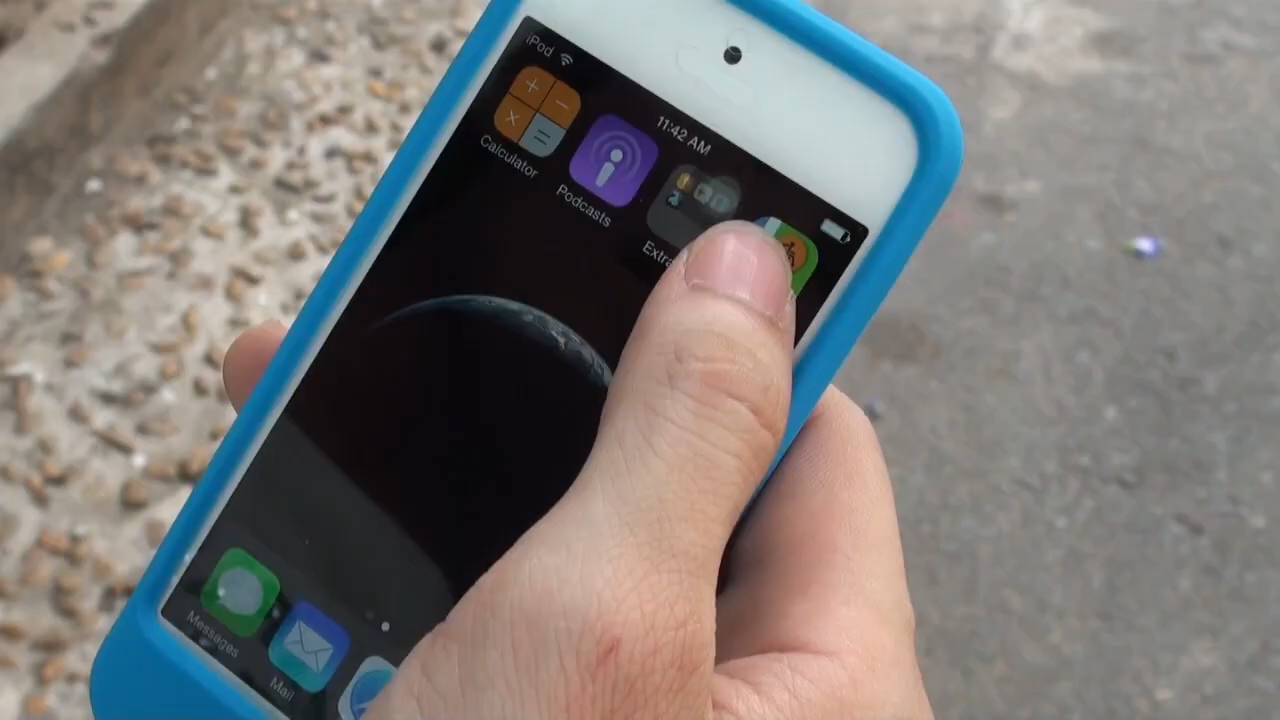 iPod
11:42 AM
Calculator
Podcasts
Extra
Messages
Mail